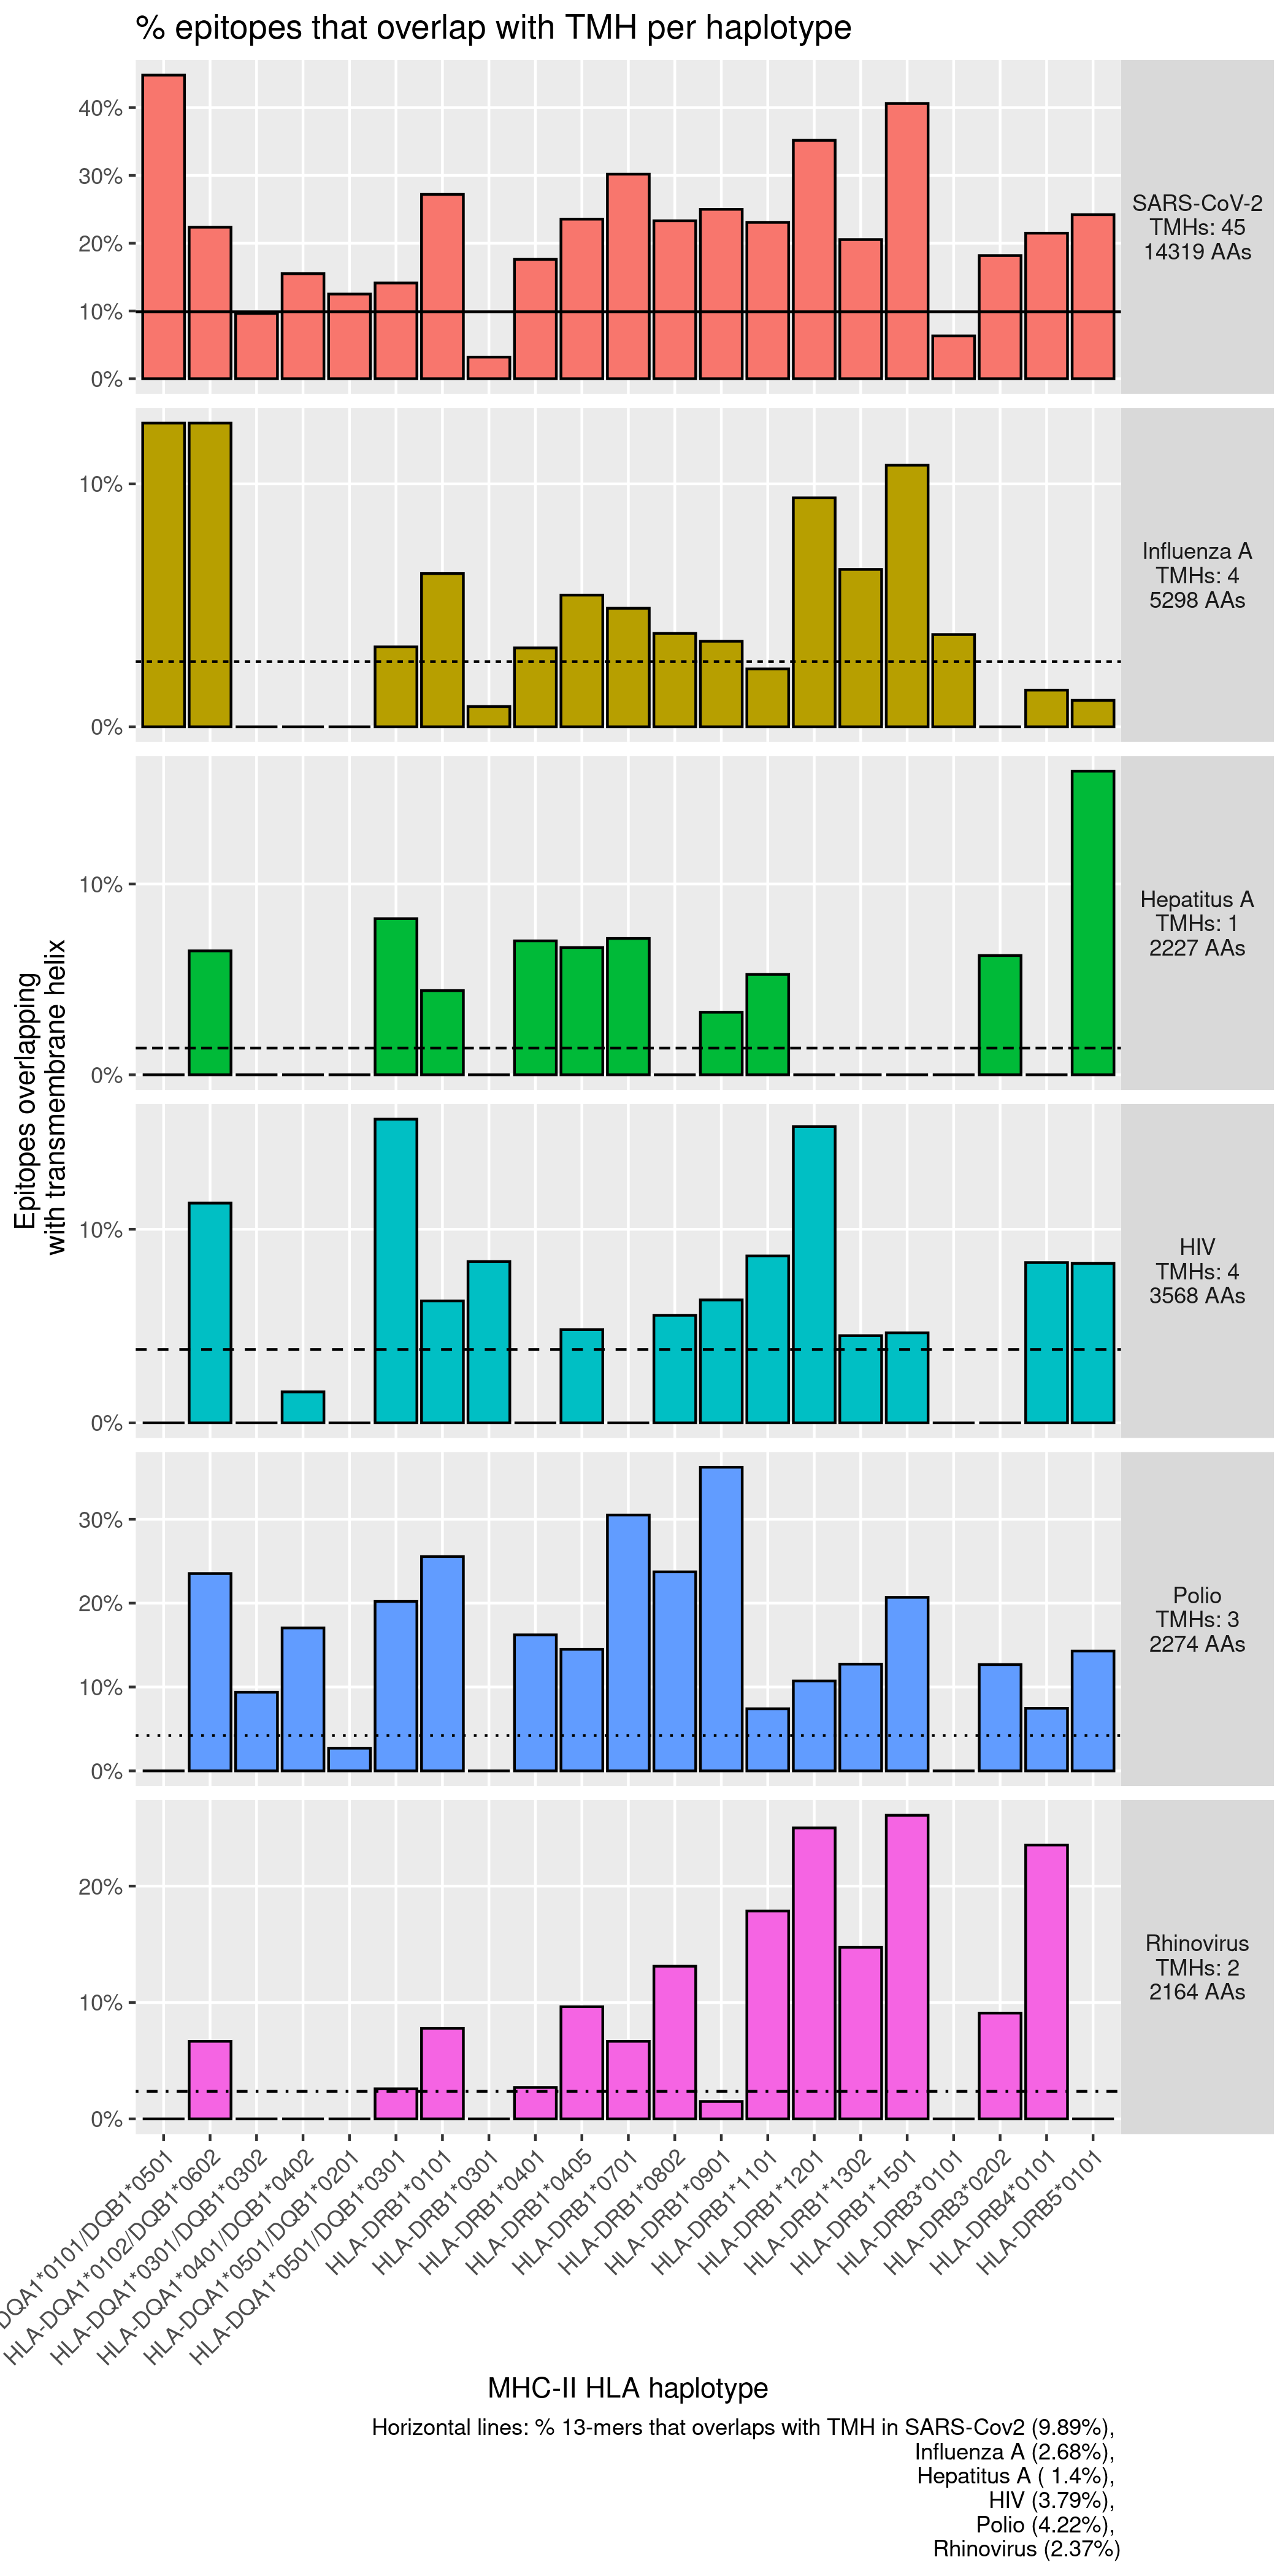 % epitopes that overlap with TMH per haplotype
Epitopes overlapping
with transmembrane helix
40%
30%
20%
10%
0%
SARS-CoV-2
TMHs: 45
14319 AAs
10%
0%
Influenza A
TMHs: 4
5298 AAs
10%
0%
Hepatitus A
TMHs: 1
2227 AAs
10%
0%
HIV
TMHs: 4
3568 AAs
30%
20%
10%
0%
Polio
TMHs: 3
2274 AAs
20%
10%
0%
Rhinovirus
TMHs: 2
2164 AAs
DQA1*0101/DQB1*0501
HLA-DQA1*0102/DQB1*0602
HLA-DQA1*0301/DQB1*0302
HLA-DQA1*0401/DQB1*0402
HLA-DQA1*0501/DQB1*0201
HLA-DQA1*0501/DQB1*0301
HLA-DRB1*0101
HLA-DRB1*0301
HLA-DRB1*0401
HLA-DRB1*0405
HLA-DRB1*0701
HLA-DRB1*0802
HLA-DRB1*0901
HLA-DRB1*1101
HLA-DRB1*1201
HLA-DRB1*1302
HLA-DRB1*1501
HLA-DRB3*0101
HLA-DRB3*0202
HLA-DRB4*0101
HLA-DRB5*0101
MHC-II HLA haplotype
Horizontal lines: % 13-mers that overlaps with TMH in SARS-Cov2 (9.89%),
Influenza A (2.68%),
Hepatitus A ( 1.4%),
HIV (3.79%),
Polio (4.22%),
Rhinovirus (2.37%)